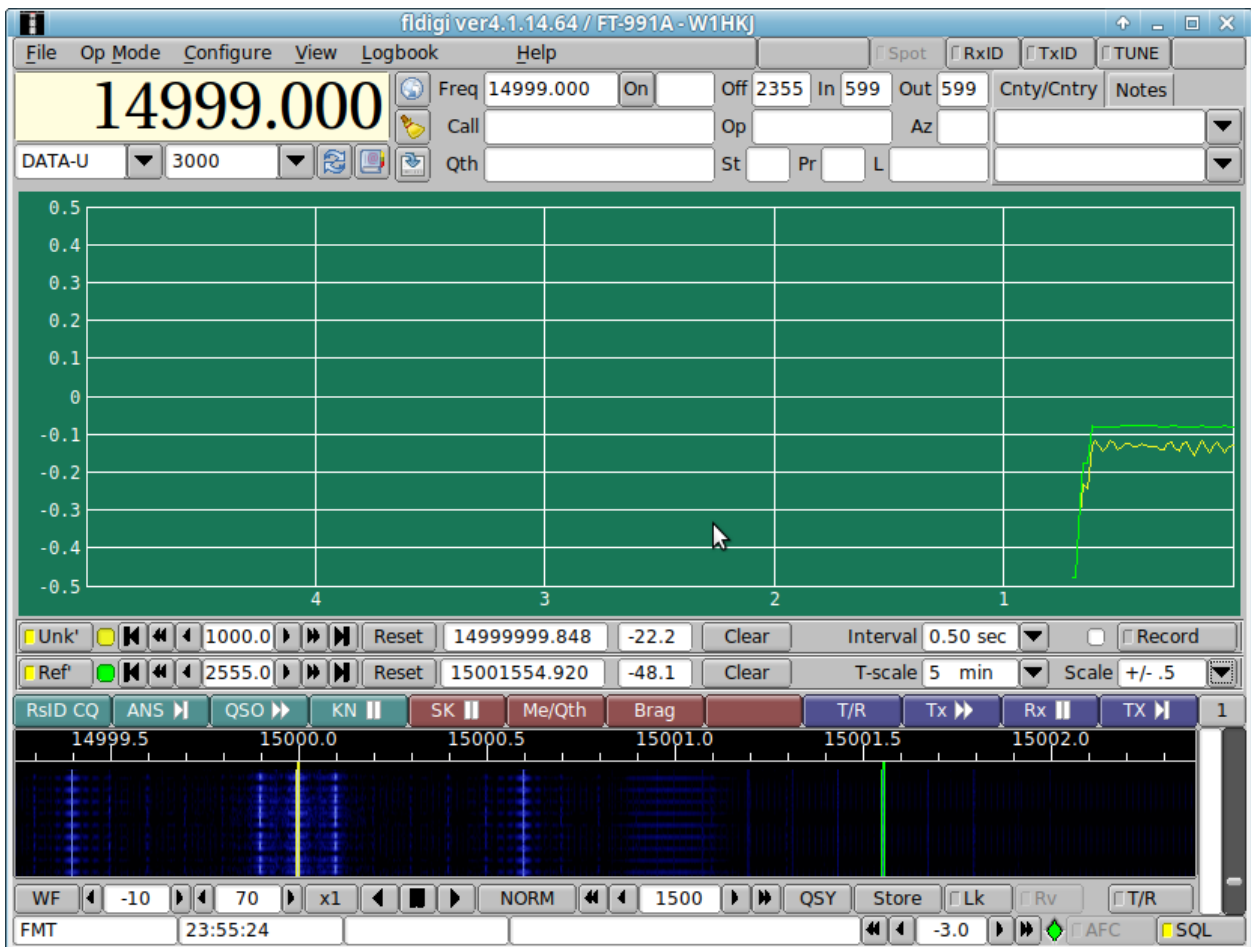 fldigi ver4.1.14.64 / FT-991A - W1HKJ
File Op Mode Configure View Logbook Help Spot RxID TxID TUNE
14999.000 Freq 14999.000 On Off 2355 In 599 Out 599 Cnty/Cntry Notes
Call Op Az
DATA-U 3000 Qth St Pr L
0.5
0.4
0.3
0.2
0.1
0
-0.1
-0.2
-0.3
-0.4
-0.5
4 3 2 1
Unk' 1000.0 Reset 14999999.848 -22.2 Clear Interval 0.50 sec Record
Ref' 2555.0 Reset 15001554.920 -48.1 Clear T-scale 5 min Scale +/- .5
RsID CQ ANS QSO KN SK Me/Qth Brag T/R Tx Rx TX 1
14999.5 15000.0 15000.5 15001.0 15001.5 15002.0
WF -10 70 x1 NORM 1500 QSY Store Lk Rv T/R
FMT 23:55:24 -3.0 AFC SQL